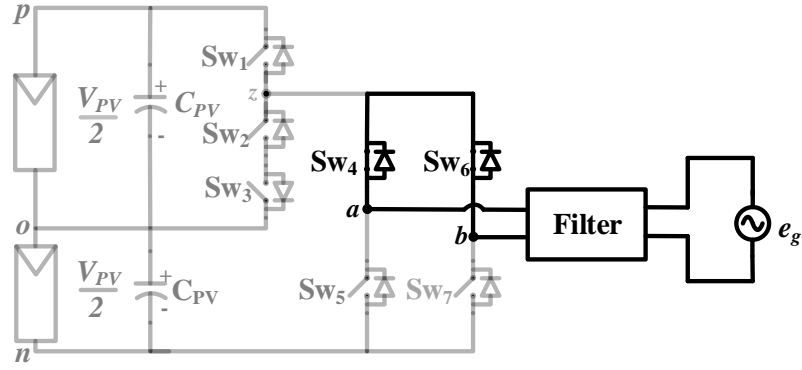 p
Sw₁
z
V_PV/2
+
C_PV
-
Sw₂
Sw₄
Sw₆
Sw₃
a
o
b
Filter
e_g
V_PV/2
+
C_PV
-
Sw₅
Sw₇
n